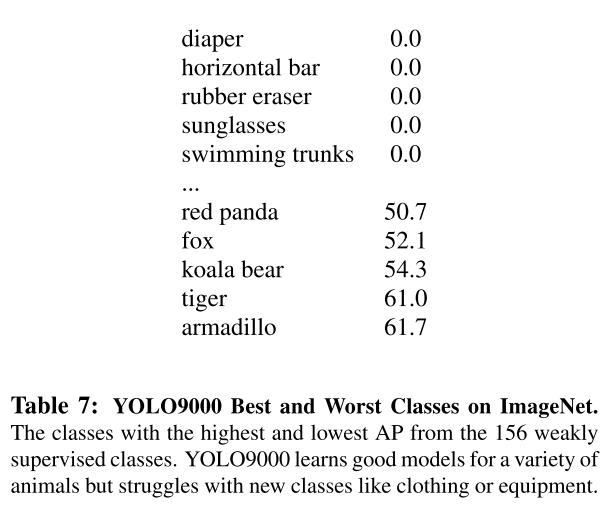 diaper 0.0
horizontal bar 0.0
rubber eraser 0.0
sunglasses 0.0
swimming trunks 0.0
...
red panda 50.7
fox 52.1
koala bear 54.3
tiger 61.0
armadillo 61.7
Table 7: YOLO9000 Best and Worst Classes on ImageNet.
The classes with the highest and lowest AP from the 156 weakly
supervised classes. YOLO9000 learns good models for a variety of
animals but struggles with new classes like clothing or equipment.